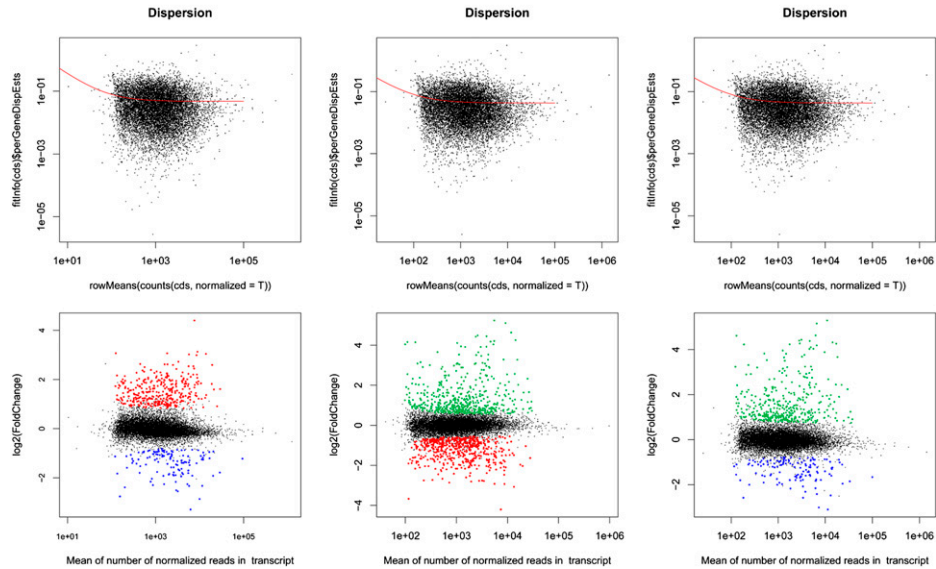 Dispersion
fitInfo(cds)$perGeneDispEsts
1e-01
1e-03
1e-05
1e+01 1e+03 1e+05
rowMeans(counts(cds, normalized = T))
Dispersion
fitInfo(cds)$perGeneDispEsts
1e-01
1e-03
1e-05
1e+02 1e+03 1e+04 1e+05 1e+06
rowMeans(counts(cds, normalized = T))
Dispersion
fitInfo(cds)$perGeneDispEsts
1e-01
1e-03
1e-05
1e+02 1e+03 1e+04 1e+05 1e+06
rowMeans(counts(cds, normalized = T))
log2(FoldChange)
4
2
0
-2
1e+01 1e+03 1e+05
Mean of number of normalized reads in transcript
log2(FoldChange)
4
2
0
-2
-4
1e+02 1e+03 1e+04 1e+05 1e+06
Mean of number of normalized reads in transcript
log2(FoldChange)
4
2
0
-2
1e+02 1e+03 1e+04 1e+05 1e+06
Mean of number of normalized reads in transcript